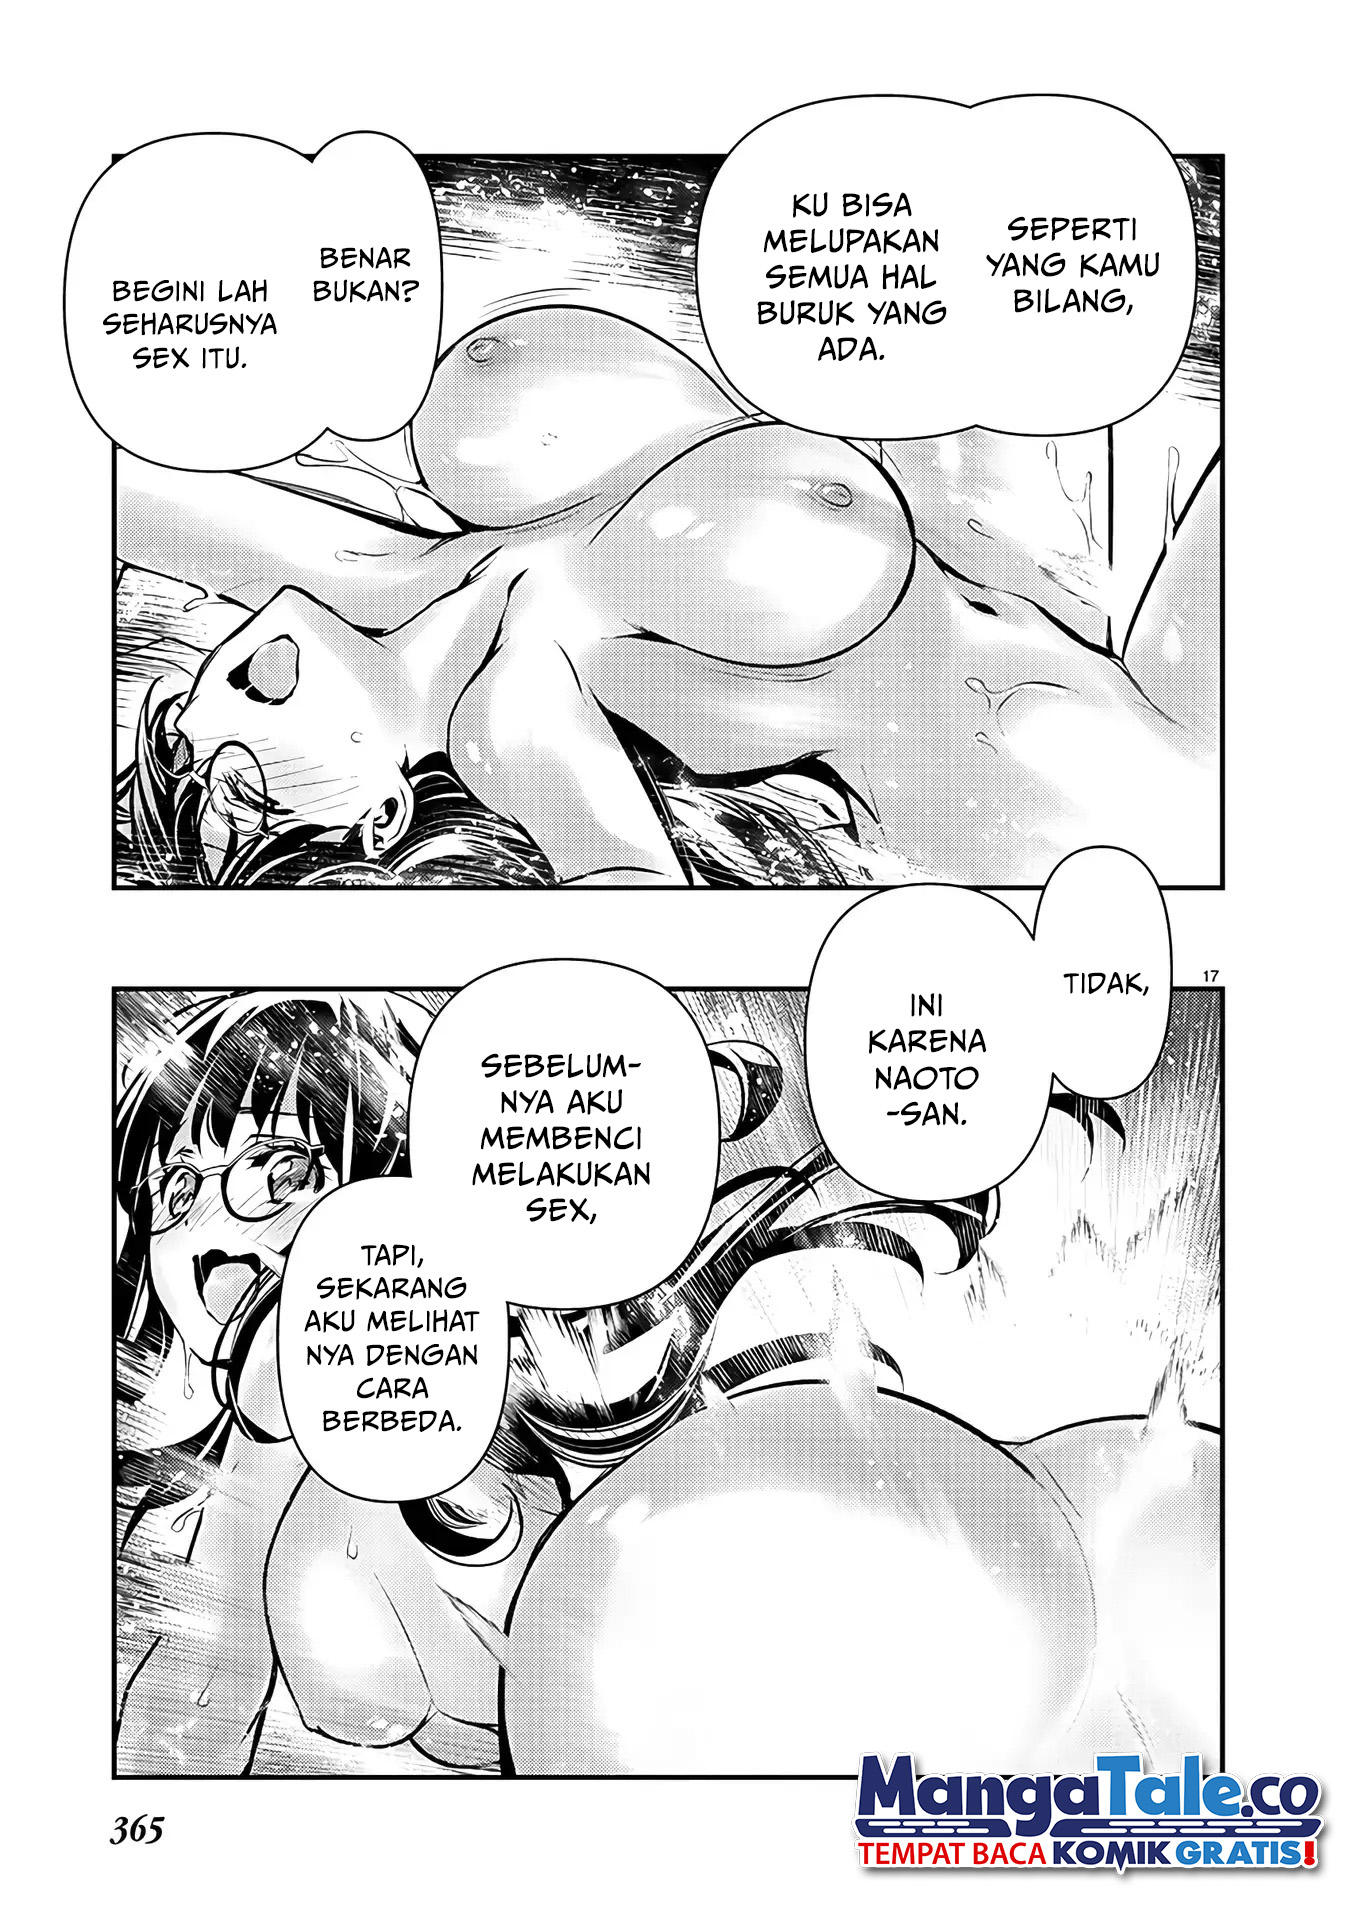 SEPERTI
YANG KAMU
BILANG,
KU BISA
MELUPAKAN
SEMUA HAL
BURUK YANG
ADA.
BENAR
BUKAN?
BEGINI LAH
SEHARUSNYA
SEX ITU.
17
TIDAK,
INI
KARENA
NAOTO
-SAN.
SEBELUM-
NYA AKU
MEMBENCI
MELAKUKAN
SEX,
TAPI,
SEKARANG
AKU MELIHAT
NYA DENGAN
CARA
BERBEDA.
365
MangaTale.co
TEMPAT BACA KOMIK GRATIS!